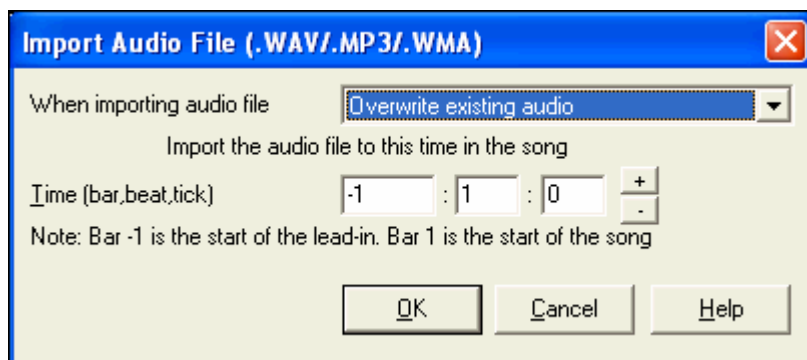 Import Audio File (.WAV/.MP3/.WMA)
When importing audio file Overwrite existing audio
Import the audio file to this time in the song
Time (bar,beat,tick) -1 : 1 : 0 + -
Note: Bar -1 is the start of the lead-in. Bar 1 is the start of the song
OK Cancel Help